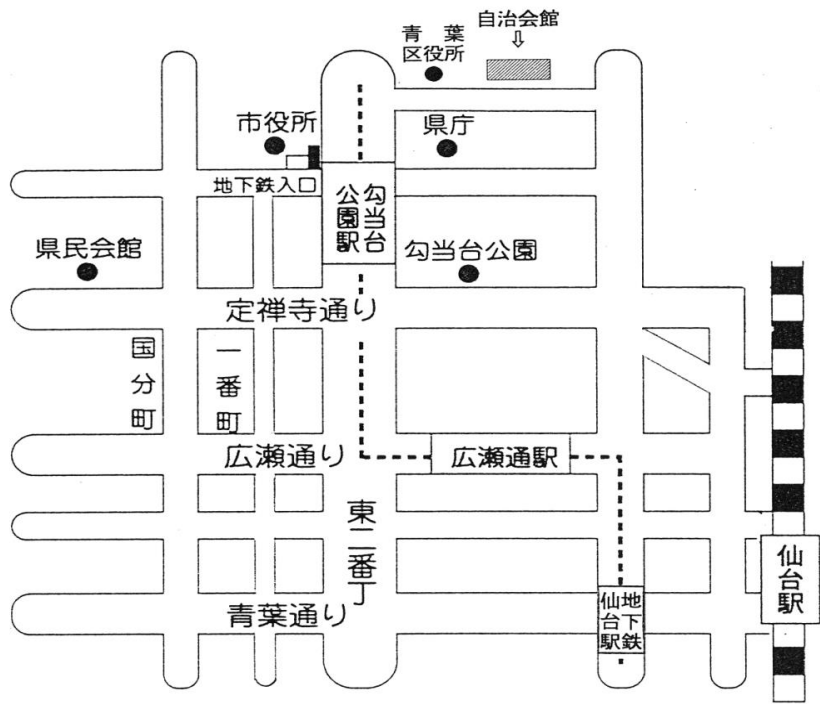 自治会館
⇩
青葉
区役所
市役所
県庁
地下鉄入口
勾当台
公園駅
県民会館
勾当台公園
定禅寺通り
国分町
一番町
広瀬通り
広瀬通駅
東二番丁
仙台駅
青葉通り
地下鉄
仙台駅